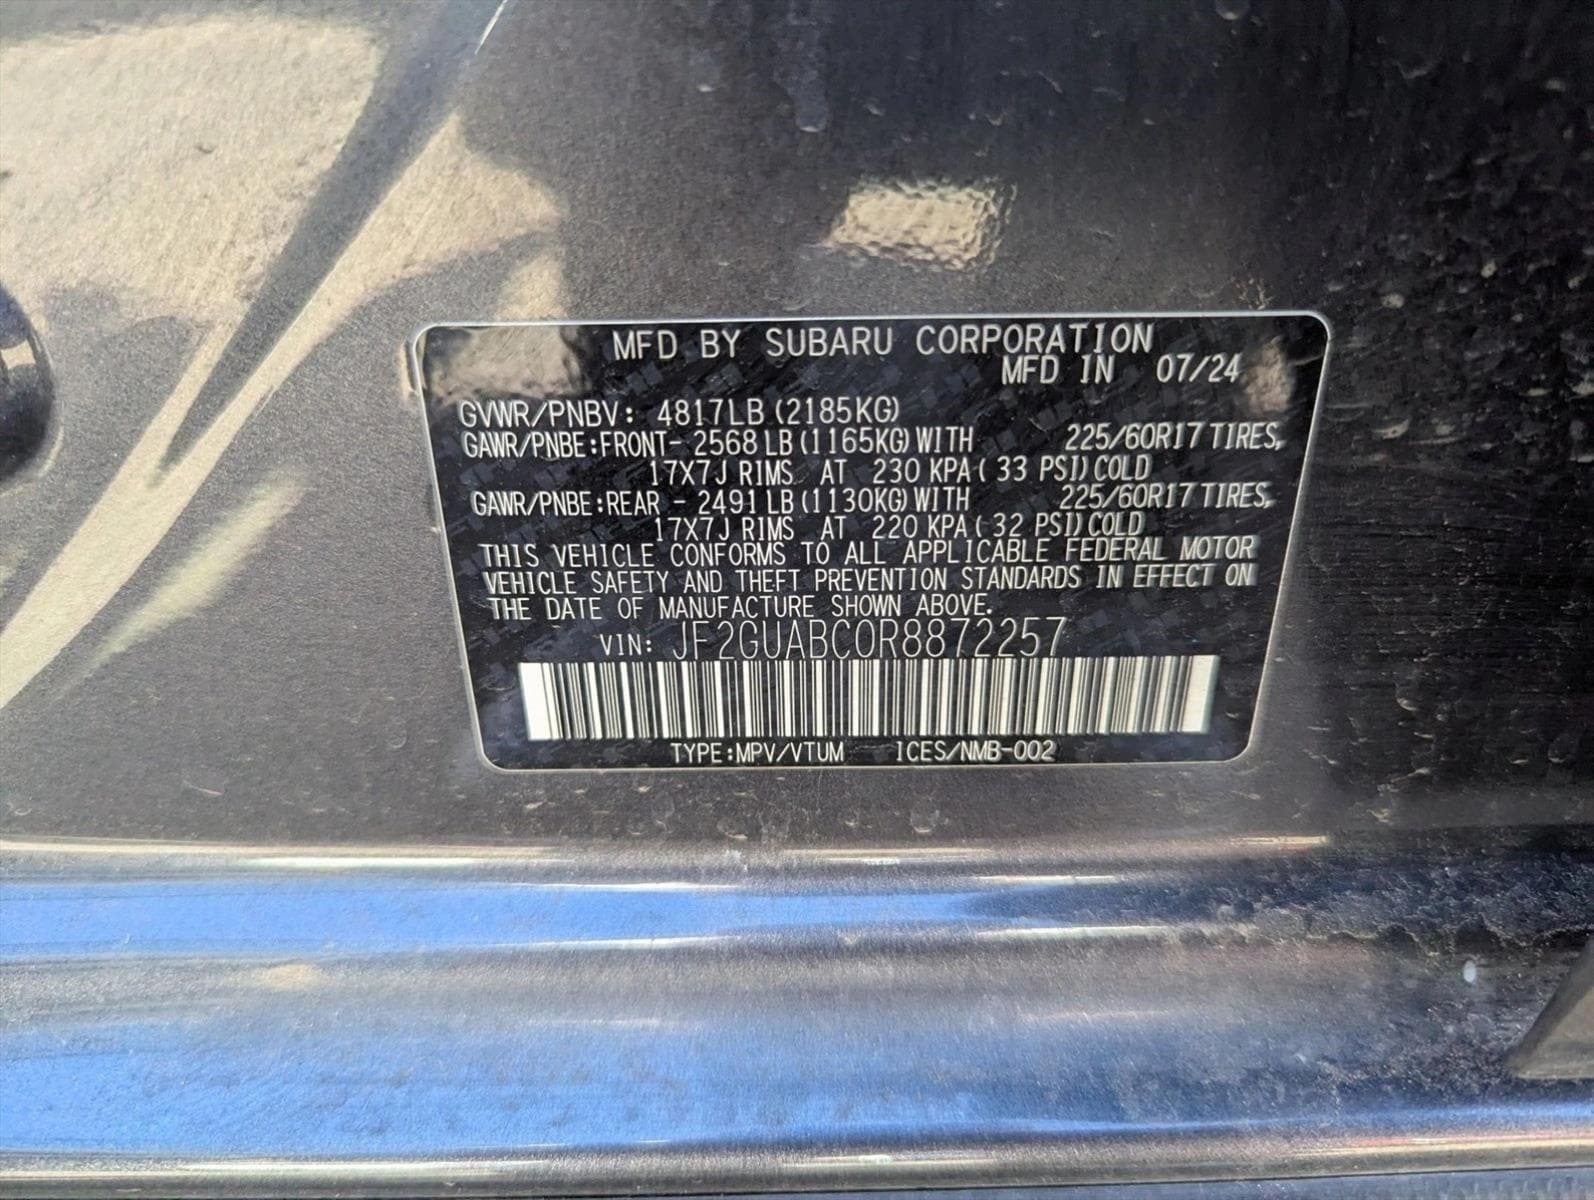 MFD BY SUBARU CORPORATION
MFD IN 07/24
GVWR/PNBV: 4817LB(2185KG)
GAWR/PNBE:FRONT- 2568 LB(1165KG)WITH 225/60R17 TIRES,
17X7J RIMS AT 230 KPA( 33 PSI)COLD
GAWR/PNBE:REAR - 2491 LB(1130KG)WITH 225/60R17 TIRES,
17X7J RIMS AT 220 KPA( 32 PSI)COLD
THIS VEHICLE CONFORMS TO ALL APPLICABLE FEDERAL MOTOR
VEHICLE SAFETY AND THEFT PREVENTION STANDARDS IN EFFECT ON
THE DATE OF MANUFACTURE SHOWN ABOVE.
VIN: JF2GUABC0R8872257
TYPE:MPV/VTUM ICES/NMB-002